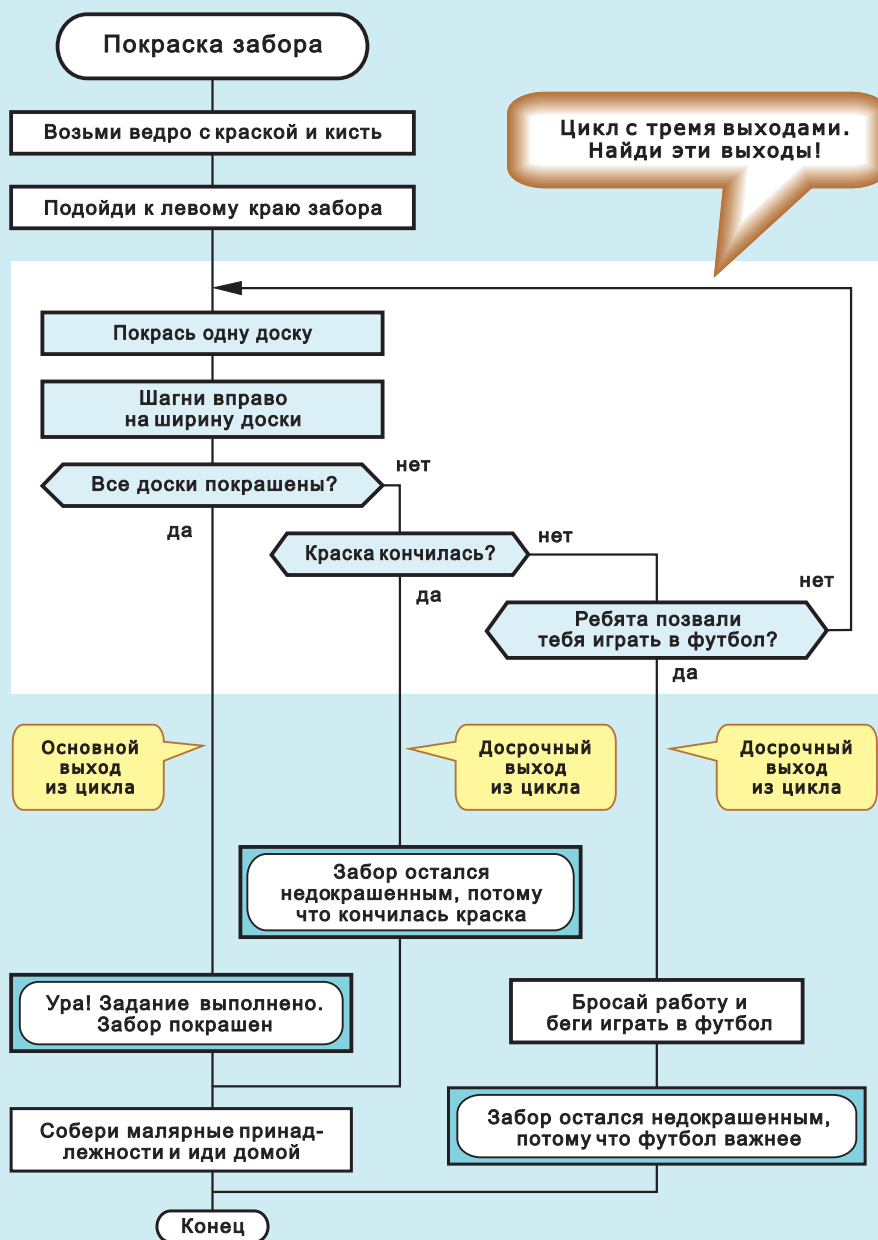 Покраска забора
Возьми ведро с краской и кисть
Цикл с тремя выходами.
Найди эти выходы!
Подойди к левому краю забора
Покрась одну доску
Шагни вправо
на ширину доски
Все доски покрашены?
нет
да
Краска кончилась?
нет
да
Ребята позвали
тебя играть в футбол?
нет
да
Основной
выход
из цикла
Досрочный
выход
из цикла
Досрочный
выход
из цикла
Забор остался
недокрашенным, потому
что кончилась краска
Ура! Задание выполнено.
Забор покрашен
Бросай работу и
беги играть в футбол
Собери малярные принад-
лежности и иди домой
Забор остался недокрашенным,
потому что футбол важнее
Конец